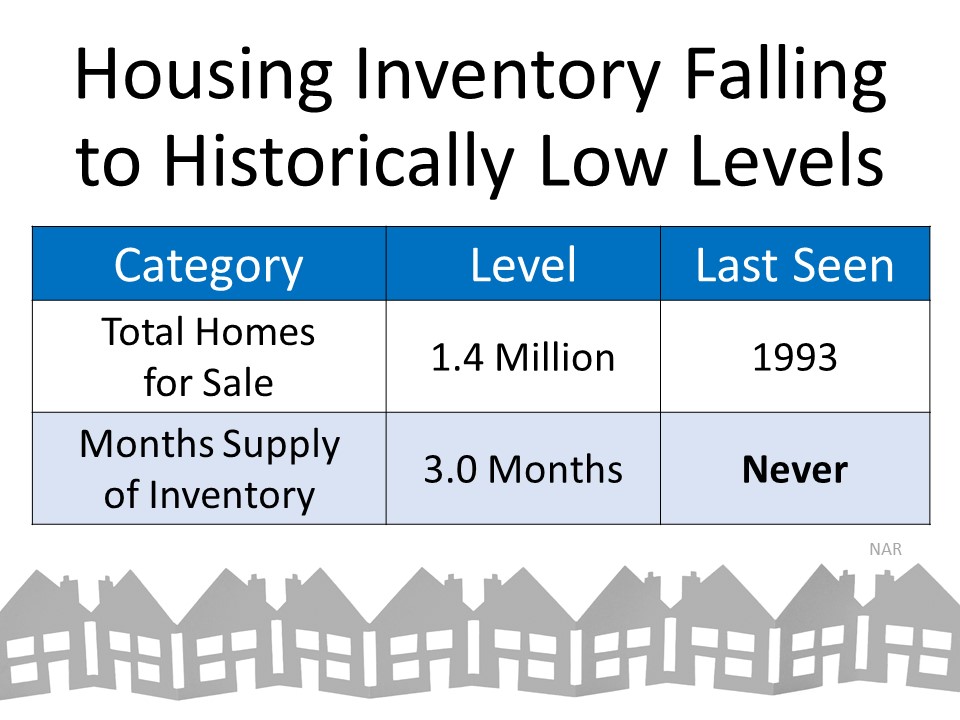 Housing Inventory Falling
to Historically Low Levels
Category Level Last Seen
Total Homes
for Sale
1.4 Million
1993
Months Supply
of Inventory
3.0 Months
Never
NAR